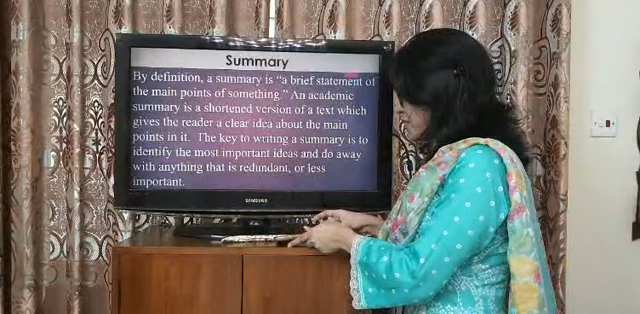 Summary
By definition, a summary is “a brief statement of
the main points of something.” An academic
summary is a shortened version of a text which
gives the reader a clear idea about the main
points in it. The key to writing a summary is to
identify the most important ideas and do away
with anything that is redundant, or less
important.
SAMSUNG